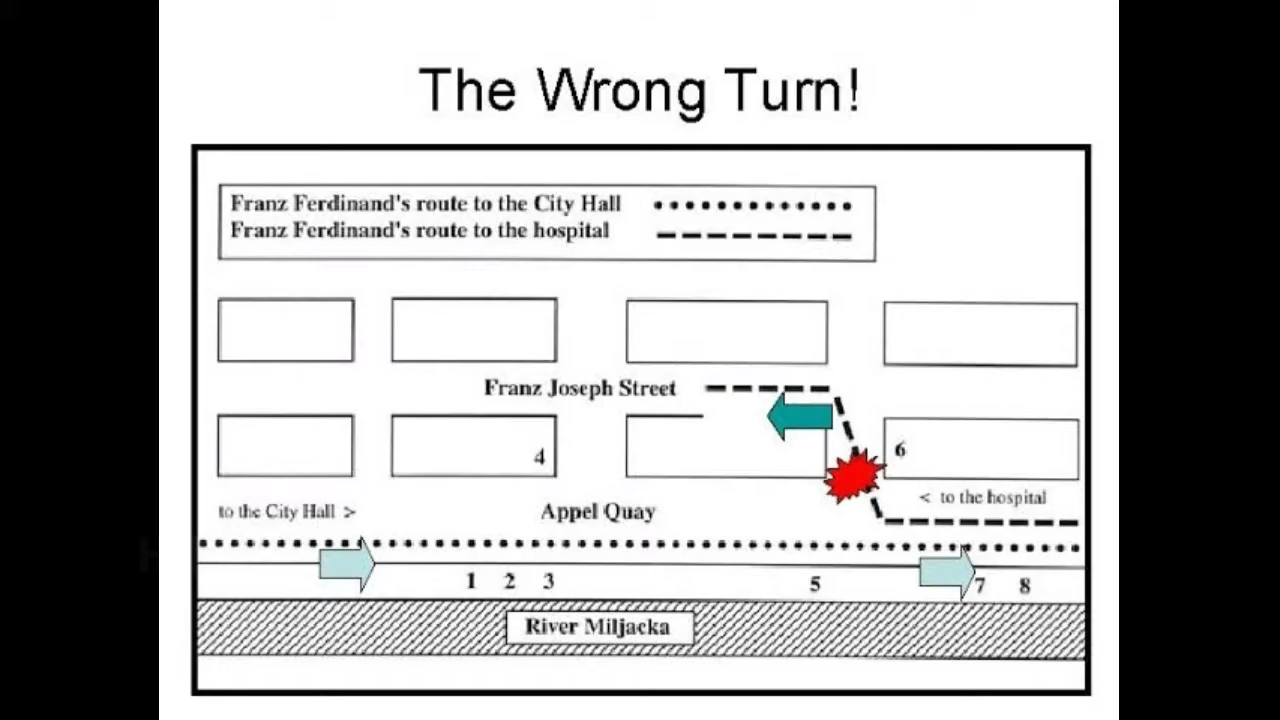 The Wrong Turn!
Franz Ferdinand's route to the City Hall
Franz Ferdinand's route to the hospital
Franz Joseph Street
4
6
< to the hospital
to the City Hall >
Appel Quay
1 2 3 5 7 8
River Miljacka